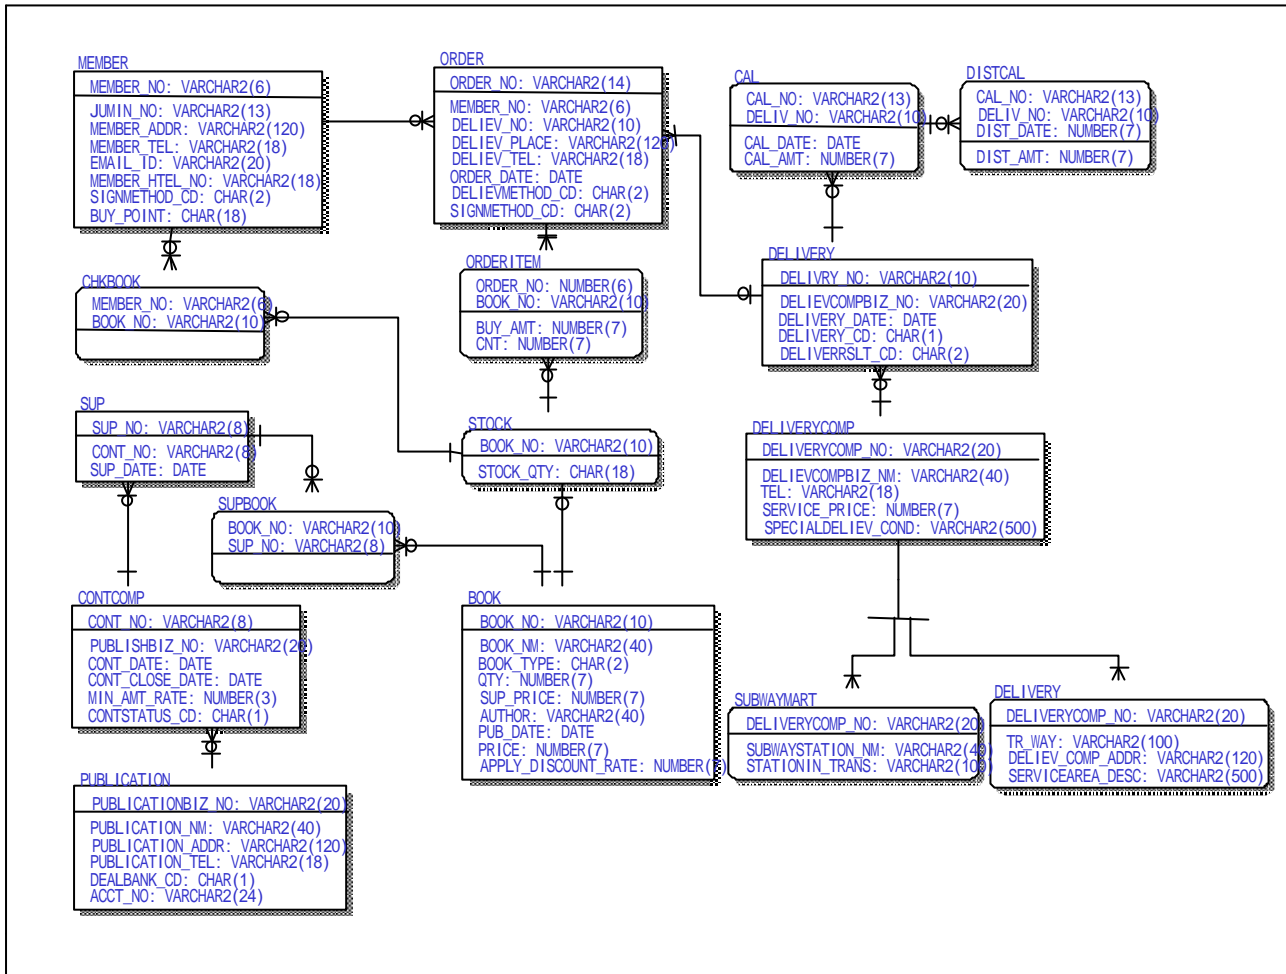 MEMBER
MEMBER_NO: VARCHAR2(6)
JUMIN_NO: VARCHAR2(13)
MEMBER_ADDR: VARCHAR2(120)
MEMBER_TEL: VARCHAR2(18)
EMAIL_ID: VARCHAR2(20)
MEMBER_HTEL_NO: VARCHAR2(18)
SIGNMETHOD_CD: CHAR(2)
BUY_POINT: CHAR(18)
ORDER
ORDER_NO: VARCHAR2(14)
MEMBER_NO: VARCHAR2(6)
DELIEV_NO: VARCHAR2(10)
DELIEV_PLACE: VARCHAR2(120)
DELIEV_TEL: VARCHAR2(18)
ORDER_DATE: DATE
DELIEVMETHOD_CD: CHAR(2)
SIGNMETHOD_CD: CHAR(2)
CAL
CAL_NO: VARCHAR2(13)
DELIV_NO: VARCHAR2(10)
CAL_DATE: DATE
CAL_AMT: NUMBER(7)
DISTCAL
CAL_NO: VARCHAR2(13)
DELIV_NO: VARCHAR2(10)
DIST_DATE: NUMBER(7)
DIST_AMT: NUMBER(7)
CHKBOOK
MEMBER_NO: VARCHAR2(6)
BOOK_NO: VARCHAR2(10)
ORDERITEM
ORDER_NO: NUMBER(6)
BOOK_NO: VARCHAR2(10)
BUY_AMT: NUMBER(7)
CNT: NUMBER(7)
DELIVERY
DELIVRY_NO: VARCHAR2(10)
DELIEVCOMPBIZ_NO: VARCHAR2(20)
DELIVERY_DATE: DATE
DELIVERY_CD: CHAR(1)
DELIVERRSLT_CD: CHAR(2)
SUP
SUP_NO: VARCHAR2(8)
CONT_NO: VARCHAR2(8)
SUP_DATE: DATE
STOCK
BOOK_NO: VARCHAR2(10)
STOCK_QTY: CHAR(18)
DELIVERYCOMP
DELIVERYCOMP_NO: VARCHAR2(20)
DELIEVCOMPBIZ_NM: VARCHAR2(40)
TEL: VARCHAR2(18)
SERVICE_PRICE: NUMBER(7)
SPECIALDELIEV_COND: VARCHAR2(500)
SUPBOOK
BOOK_NO: VARCHAR2(10)
SUP_NO: VARCHAR2(8)
CONTCOMP
CONT_NO: VARCHAR2(8)
PUBLISHBIZ_NO: VARCHAR2(20)
CONT_DATE: DATE
CONT_CLOSE_DATE: DATE
MIN_AMT_RATE: NUMBER(3)
CONTSTATUS_CD: CHAR(1)
BOOK
BOOK_NO: VARCHAR2(10)
BOOK_NM: VARCHAR2(40)
BOOK_TYPE: CHAR(2)
QTY: NUMBER(7)
SUP_PRICE: NUMBER(7)
AUTHOR: VARCHAR2(40)
PUB_DATE: DATE
PRICE: NUMBER(7)
APPLY_DISCOUNT_RATE: NUMBER(7)
SUBWAYMART
DELIVERYCOMP_NO: VARCHAR2(20)
SUBWAYSTATION_NM: VARCHAR2(40)
STATIONIN_TRANS: VARCHAR2(100)
DELIVERY
DELIVERYCOMP_NO: VARCHAR2(20)
TR_WAY: VARCHAR2(100)
DELIEV_COMP_ADDR: VARCHAR2(120)
SERVICEAREA_DESC: VARCHAR2(500)
PUBLICATION
PUBLICATIONBIZ_NO: VARCHAR2(20)
PUBLICATION_NM: VARCHAR2(40)
PUBLICATION_ADDR: VARCHAR2(120)
PUBLICATION_TEL: VARCHAR2(18)
DEALBANK_CD: CHAR(1)
ACCT_NO: VARCHAR2(24)